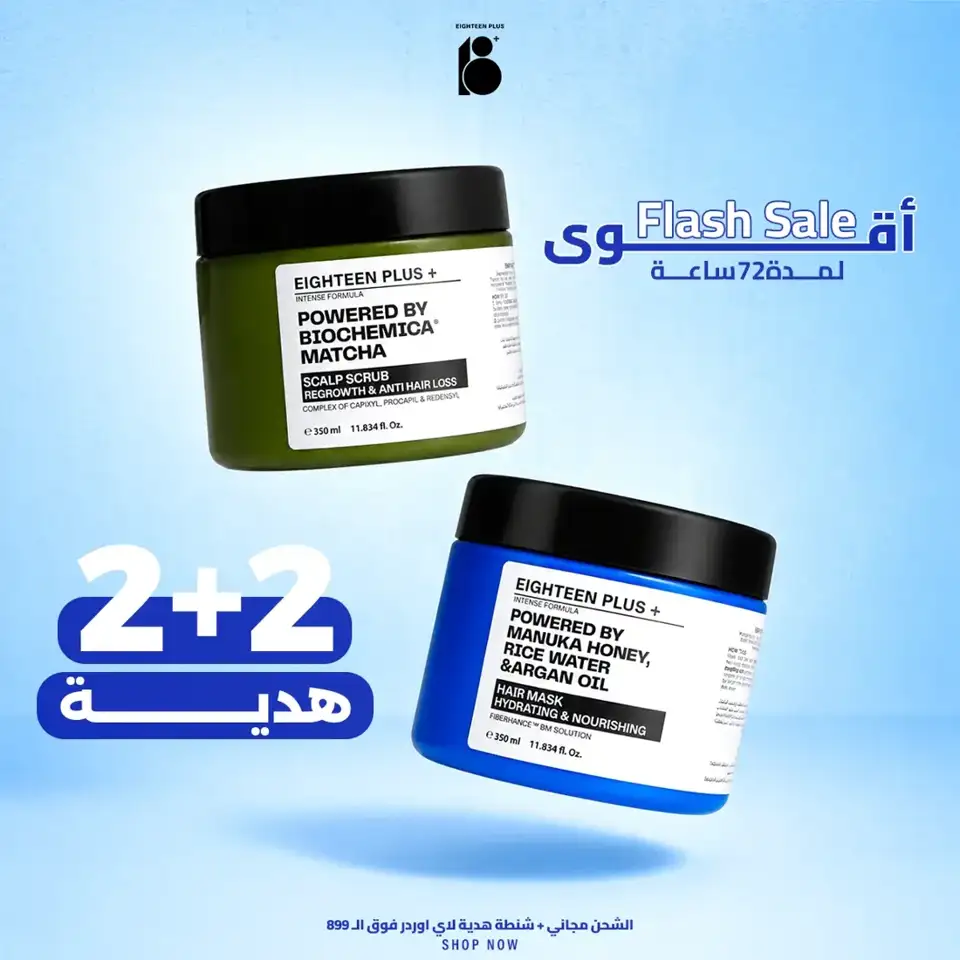 EIGHTEEN PLUS
18+
أقوى Flash Sale
لمدة72ساعة
EIGHTEEN PLUS +
INTENSE FORMULA
POWERED BY
BIOCHEMICA®
MATCHA
SCALP SCRUB
REGROWTH & ANTI HAIR LOSS
COMPLEX OF CAPIXYL, PROCAPIL & REDENSYL
℮ 350 ml 11.834 fl. Oz.
2+2
هدية
EIGHTEEN PLUS +
INTENSE FORMULA
POWERED BY
MANUKA HONEY,
RICE WATER
&ARGAN OIL
HAIR MASK
HYDRATING & NOURISHING
FIBERHANCE™ BM SOLUTION
℮ 350 ml 11.834 fl. Oz.
الشحن مجاني + شنطة هدية لاي اوردر فوق الـ 899
SHOP NOW